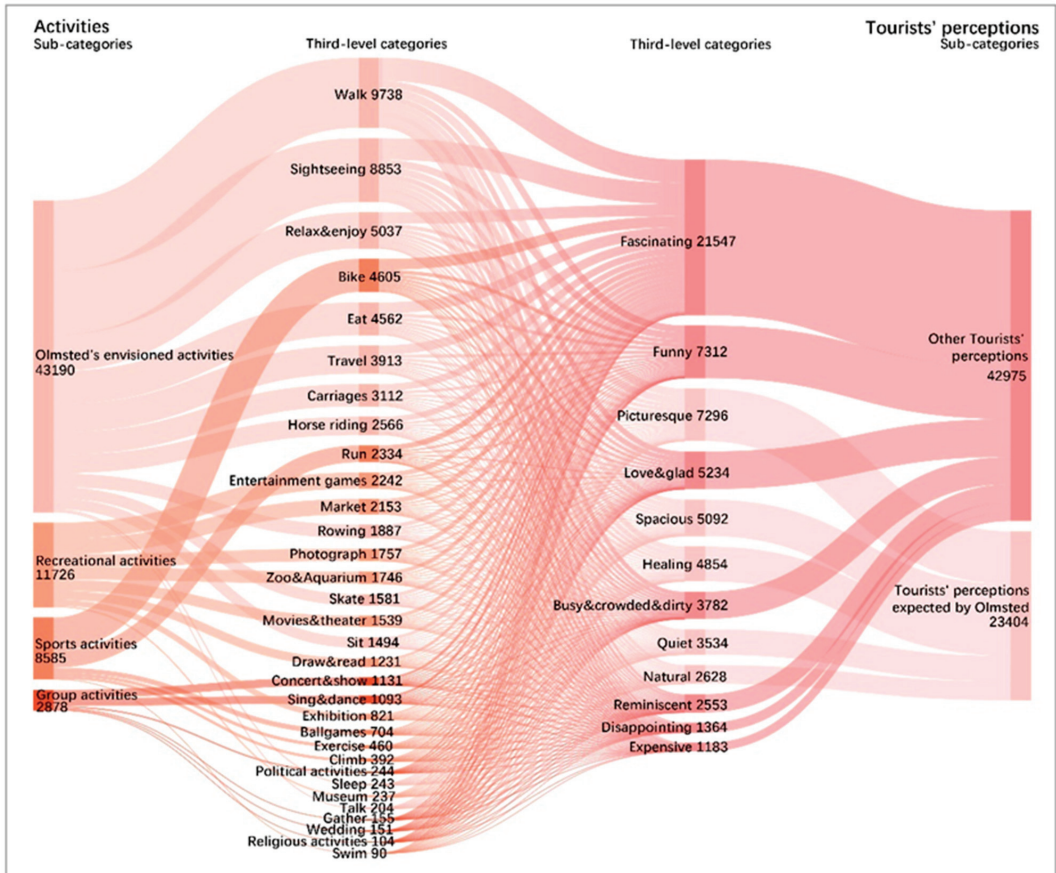 Activities
Sub-categories
Third-level categories
Third-level categories
Tourists' perceptions
Sub-categories
Olmsted's envisioned activities
43190
Recreational activities
11726
Sports activities
8585
Group activities
2878
Walk 9738
Sightseeing 8853
Relax&enjoy 5037
Bike 4605
Eat 4562
Travel 3913
Carriages 3112
Horse riding 2566
Run 2334
Entertainment games 2242
Market 2153
Rowing 1887
Photograph 1757
Zoo&Aquarium 1746
Skate 1581
Movies&theater 1539
Sit 1494
Draw&read 1231
Concert&show 1131
Sing&dance 1093
Exhibition 821
Ballgames 704
Exercise 460
Climb 392
Political activities 244
Sleep 243
Museum 237
Talk 204
Gather 155
Wedding 151
Religious activities 104
Swim 90
Fascinating 21547
Funny 7312
Picturesque 7296
Love&glad 5234
Spacious 5092
Healing 4854
Busy&crowded&dirty 3782
Quiet 3534
Natural 2628
Reminiscent 2553
Disappointing 1364
Expensive 1183
Other Tourists'
perceptions
42975
Tourists' perceptions
expected by Olmsted
23404